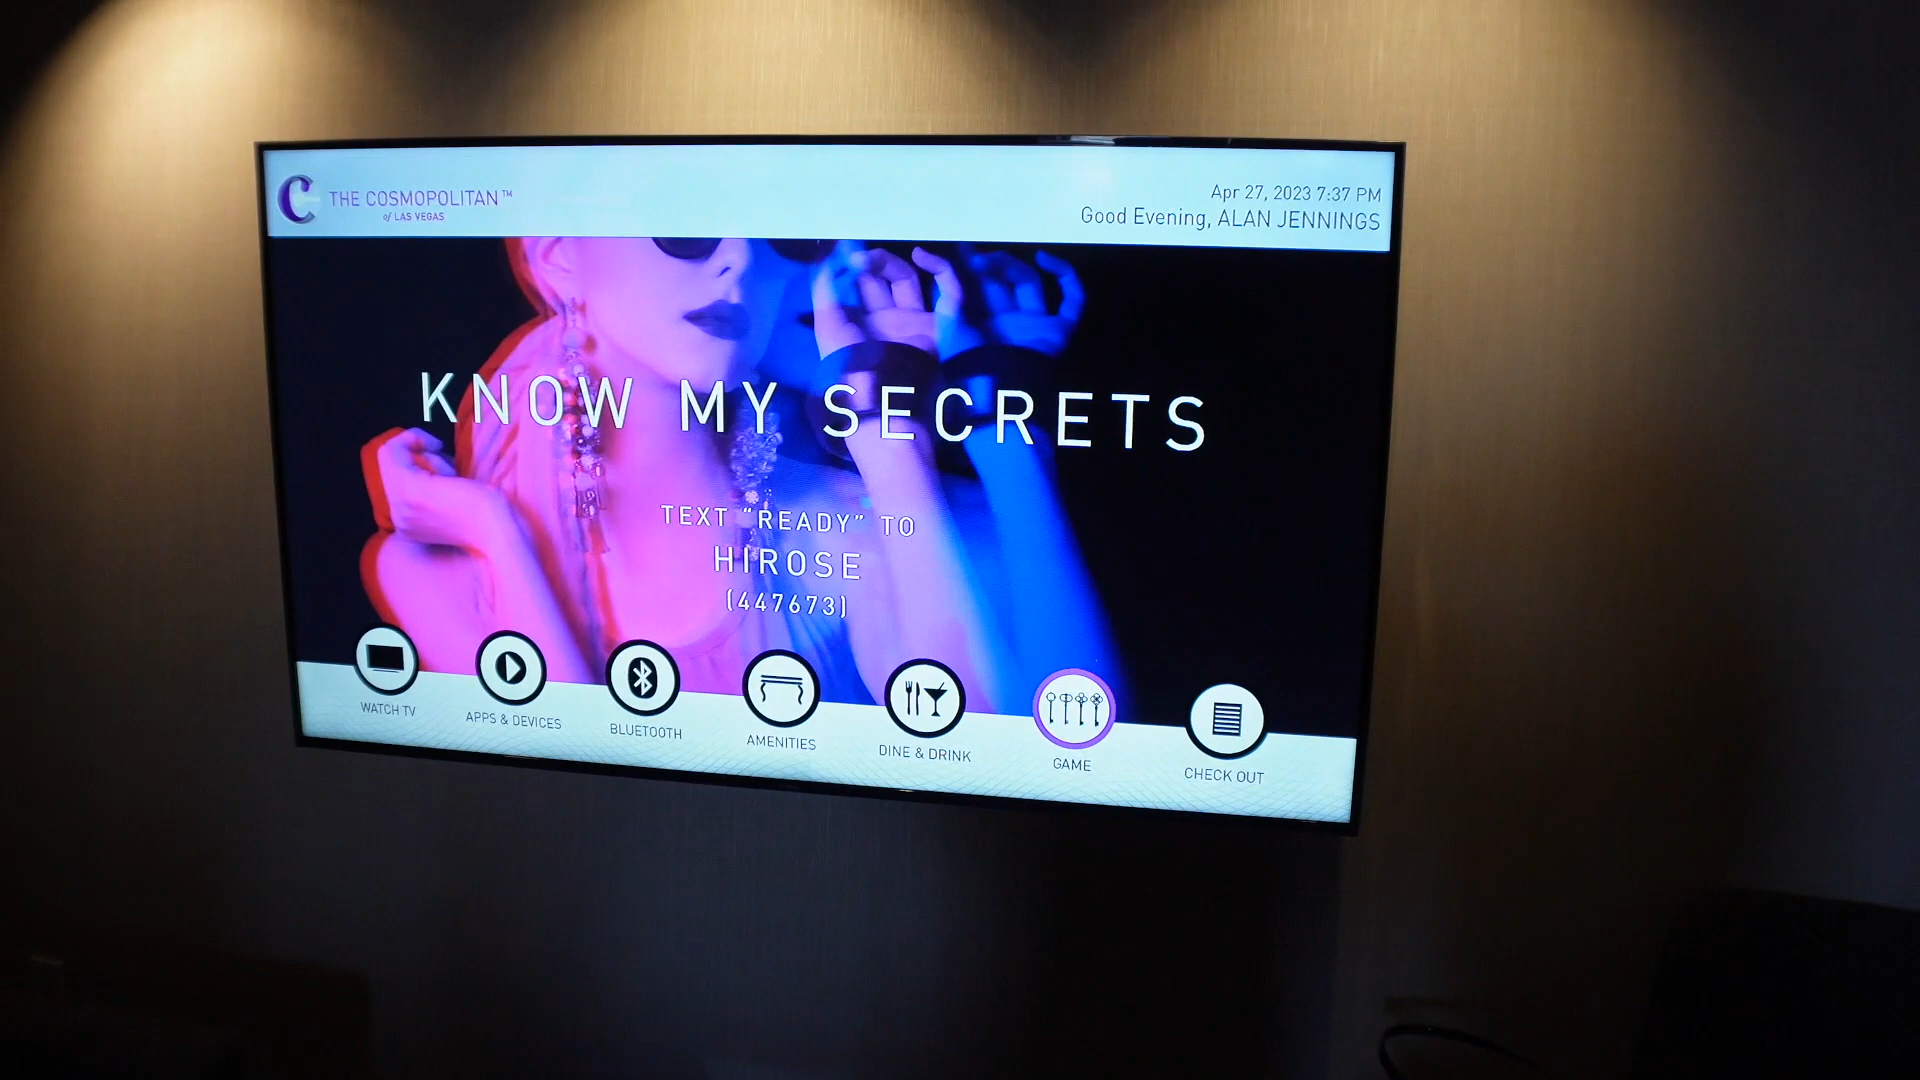 THE COSMOPOLITAN™
of LAS VEGAS
Apr 27, 2023 7:37 PM
Good Evening, ALAN JENNINGS
KNOW MY SECRETS
TEXT “READY” TO
HIROSE
(447673)
WATCH TV
APPS & DEVICES
BLUETOOTH
AMENITIES
DINE & DRINK
GAME
CHECK OUT